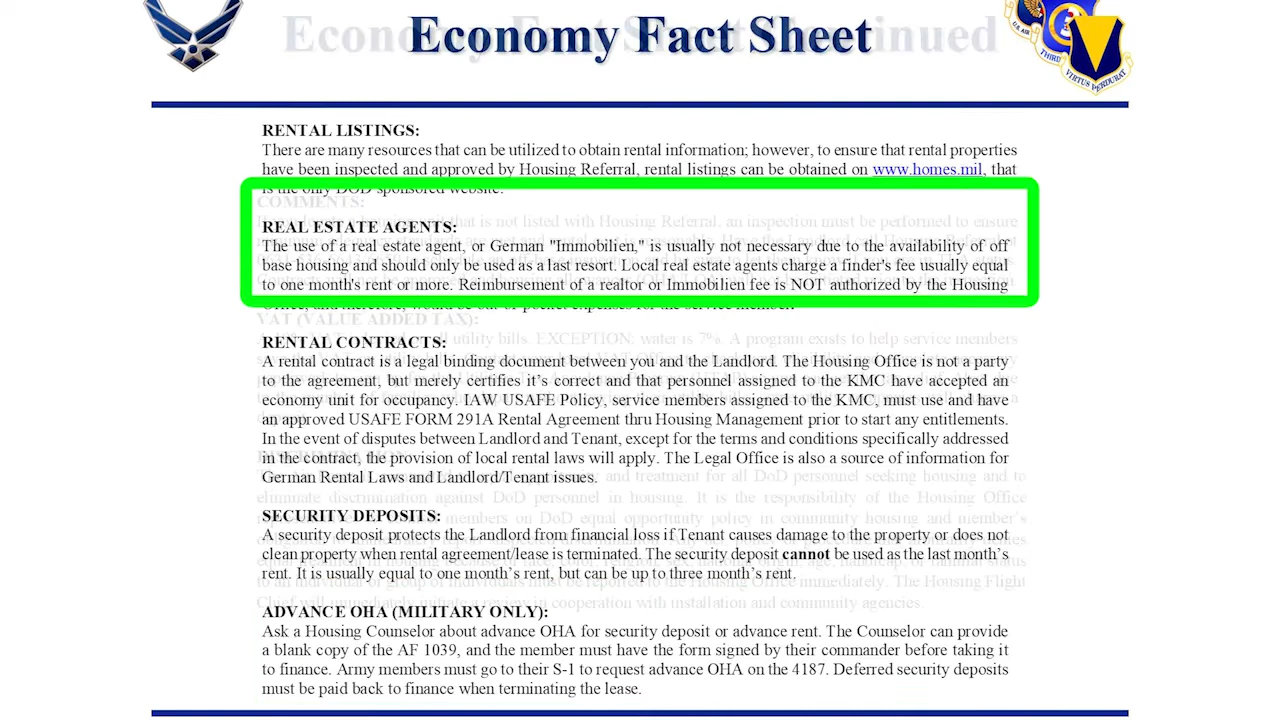 Economy Fact Sheet
RENTAL LISTINGS:
There are many resources that can be utilized to obtain rental information; however, to ensure that rental properties
have been inspected and approved by Housing Referral, rental listings can be obtained on www.homes.mil, that
is the only DOD sponsored website.
COMMENTS:
REAL ESTATE AGENTS:
The use of a real estate agent, or German "Immobilien," is usually not necessary due to the availability of off
base housing and should only be used as a last resort. Local real estate agents charge a finder's fee usually equal
to one month's rent or more. Reimbursement of a realtor or Immobilien fee is NOT authorized by the Housing
Office, and therefore, would be out of pocket expenses for the service member.
VAT (VALUE ADDED TAX):
RENTAL CONTRACTS:
A rental contract is a legal binding document between you and the Landlord. The Housing Office is not a party
to the agreement, but merely certifies it’s correct and that personnel assigned to the KMC have accepted an
economy unit for occupancy. IAW USAFE Policy, service members assigned to the KMC, must use and have
an approved USAFE FORM 291A Rental Agreement thru Housing Management prior to start any entitlements.
In the event of disputes between Landlord and Tenant, except for the terms and conditions specifically addressed
in the contract, the provision of local rental laws will apply. The Legal Office is also a source of information for
German Rental Laws and Landlord/Tenant issues.
SECURITY DEPOSITS:
A security deposit protects the Landlord from financial loss if Tenant causes damage to the property or does not
clean property when rental agreement/lease is terminated. The security deposit cannot be used as the last month’s
rent. It is usually equal to one month’s rent, but can be up to three month’s rent.
ADVANCE OHA (MILITARY ONLY):
Ask a Housing Counselor about advance OHA for security deposit or advance rent. The Counselor can provide
a blank copy of the AF 1039, and the member must have the form signed by their commander before taking it
to finance. Army members must go to their S-1 to request advance OHA on the 4187. Deferred security deposits
must be paid back to finance when terminating the lease.